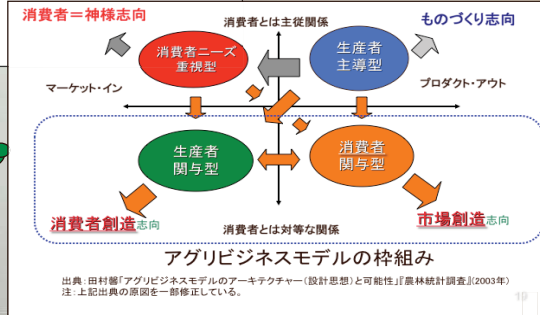 消費者＝神様志向
消費者とは主従関係
ものづくり志向
消費者ニーズ
重視型
生産者
主導型
マーケット・イン
プロダクト・アウト
生産者
関与型
消費者
関与型
消費者創造志向
消費者とは対等な関係
市場創造志向
アグリビジネスモデルの枠組み
出典：田村馨「アグリビジネスモデルのアーキテクチャー（設計思想）と可能性」『農林統計調査』（2003年）
注：上記出典の原図を一部修正している。
19